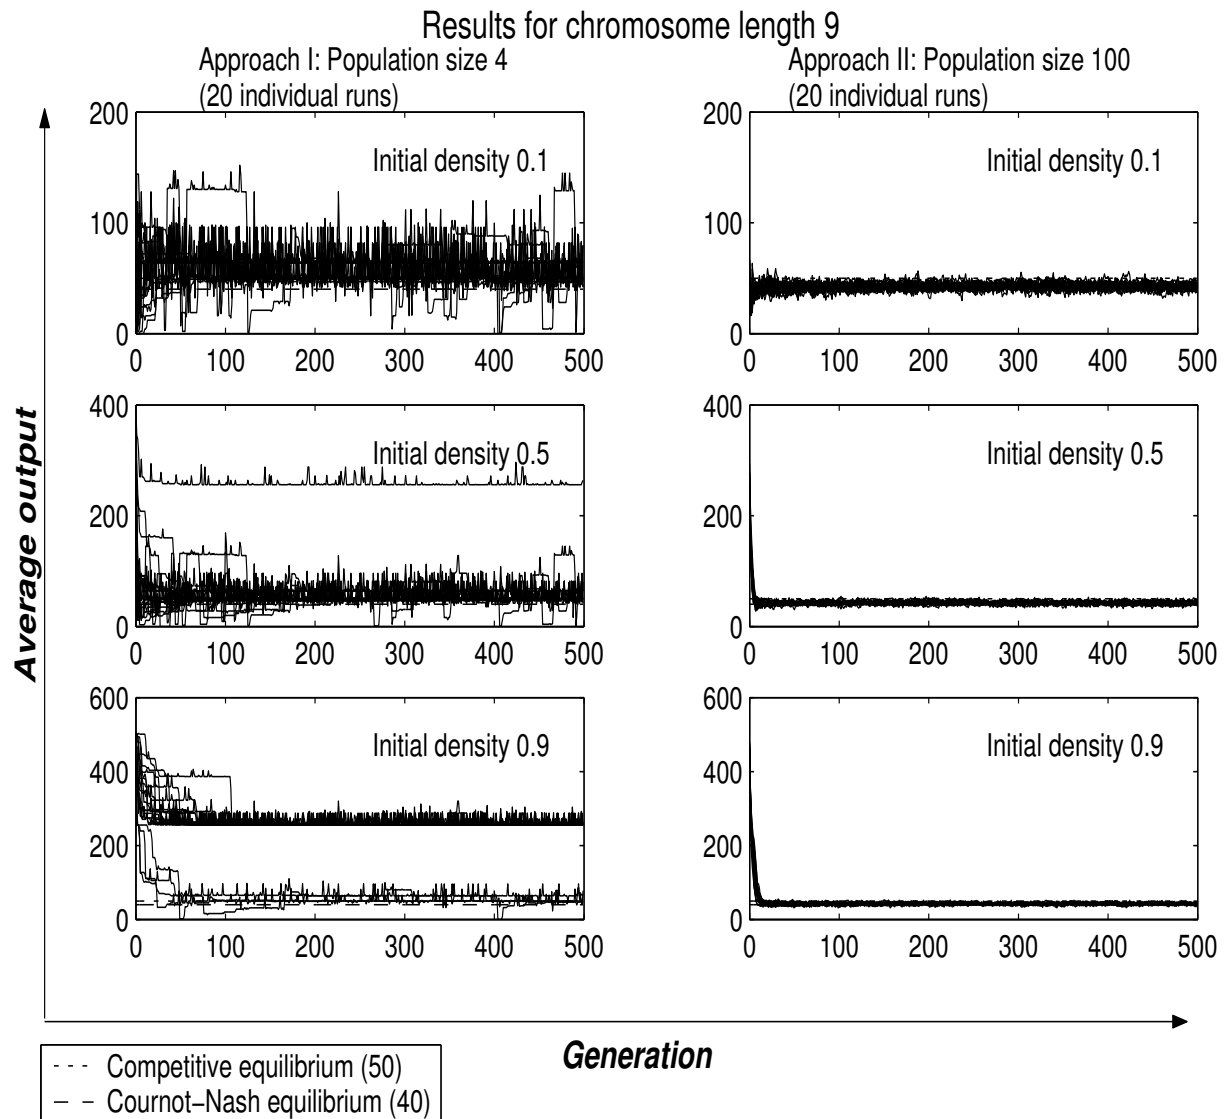 Results for chromosome length 9
Approach I: Population size 4
(20 individual runs)
Approach II: Population size 100
(20 individual runs)
200
100
0
Initial density 0.1
0 100 200 300 400 500
200
100
0
Initial density 0.1
0 100 200 300 400 500
400
200
0
Initial density 0.5
0 100 200 300 400 500
400
200
0
Initial density 0.5
0 100 200 300 400 500
600
400
200
0
Initial density 0.9
0 100 200 300 400 500
600
400
200
0
Initial density 0.9
0 100 200 300 400 500
Average output
Generation
Competitive equilibrium (50)
Cournot−Nash equilibrium (40)